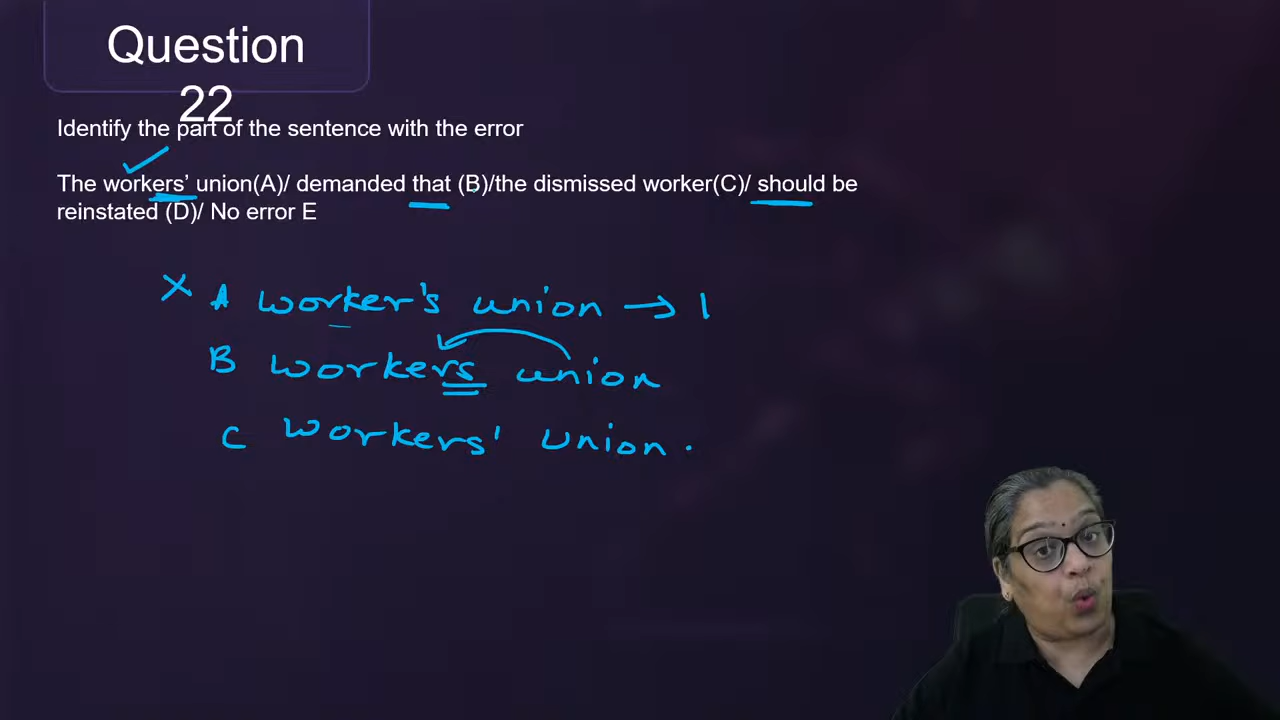 Question
22
Identify the part of the sentence with the error
The workers’ union(A)/ demanded that (B)/the dismissed worker(C)/ should be
reinstated (D)/ No error E
X A worker's union → 1
B workers union
C workers' union.